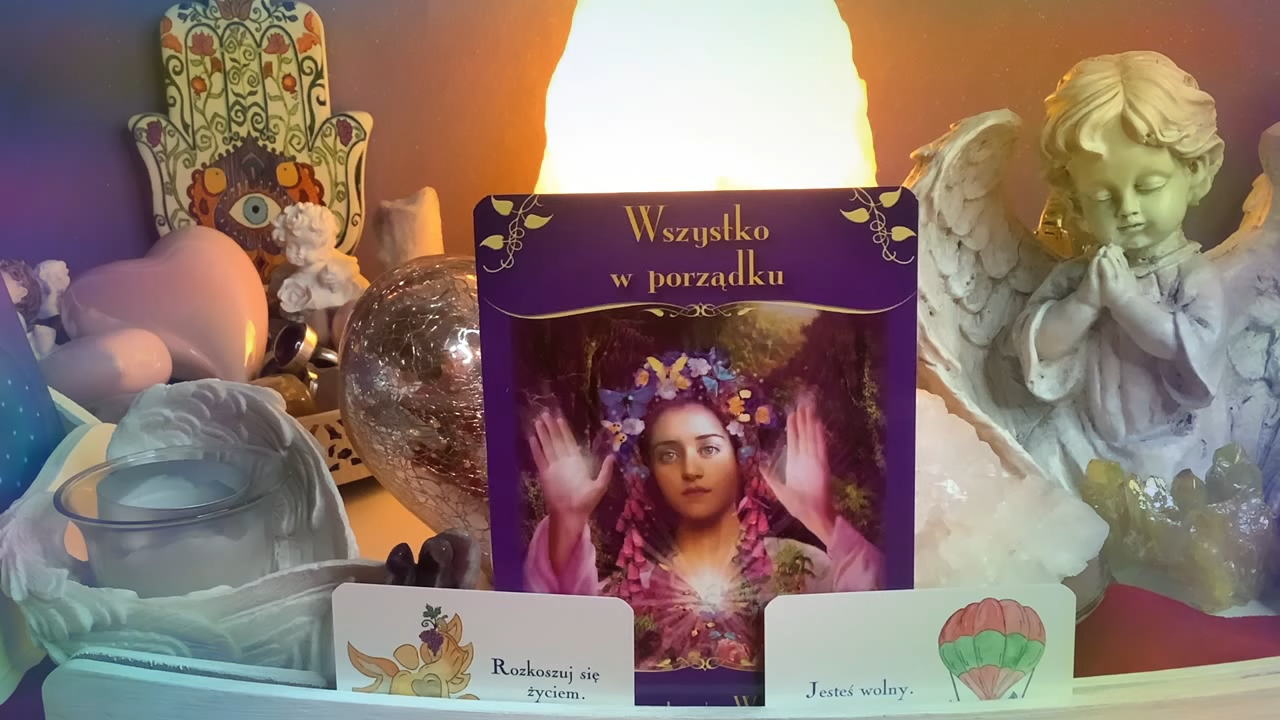 Wszystko
w porządku
Rozkoszuj się
życiem.
Jesteś wolny.